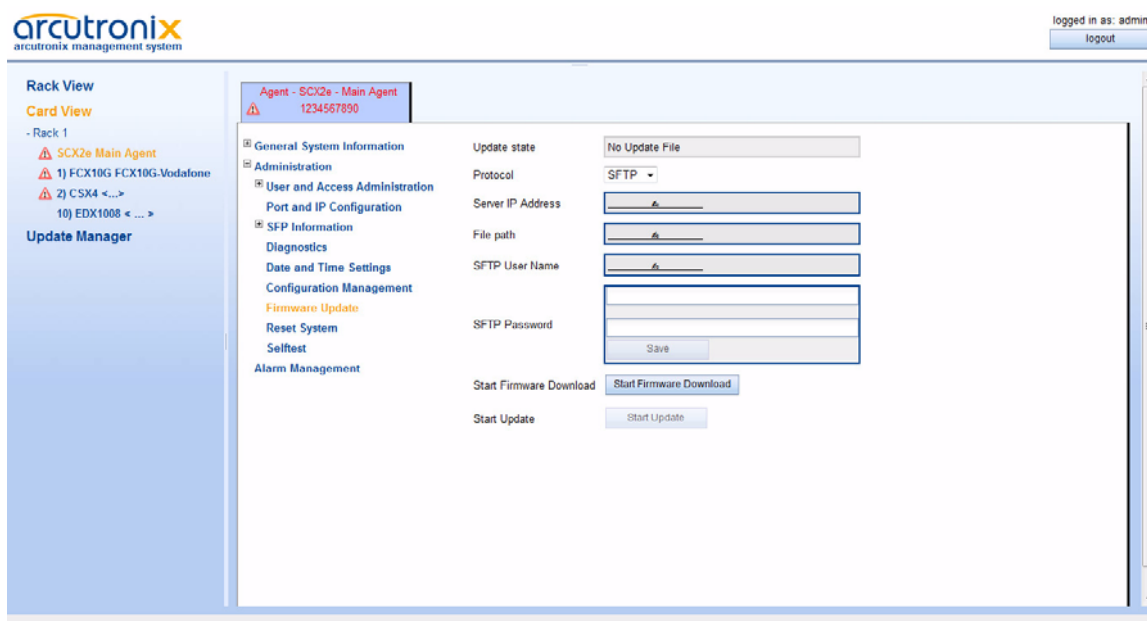 arcutronix
arcutronix management system
logged in as: admin
logout
Rack View
Card View
- Rack 1
SCX2e Main Agent
1) FCX10G FCX10G-Vodafone
2) CSX4 <...>
10) EDX1008 < ... >
Update Manager
Agent - SCX2e - Main Agent
1234567890
General System Information
Administration
User and Access Administration
Port and IP Configuration
SFP Information
Diagnostics
Date and Time Settings
Configuration Management
Firmware Update
Reset System
Selftest
Alarm Management
Update state No Update File
Protocol SFTP
Server IP Address
File path
SFTP User Name
SFTP Password
Save
Start Firmware Download Start Firmware Download
Start Update Start Update